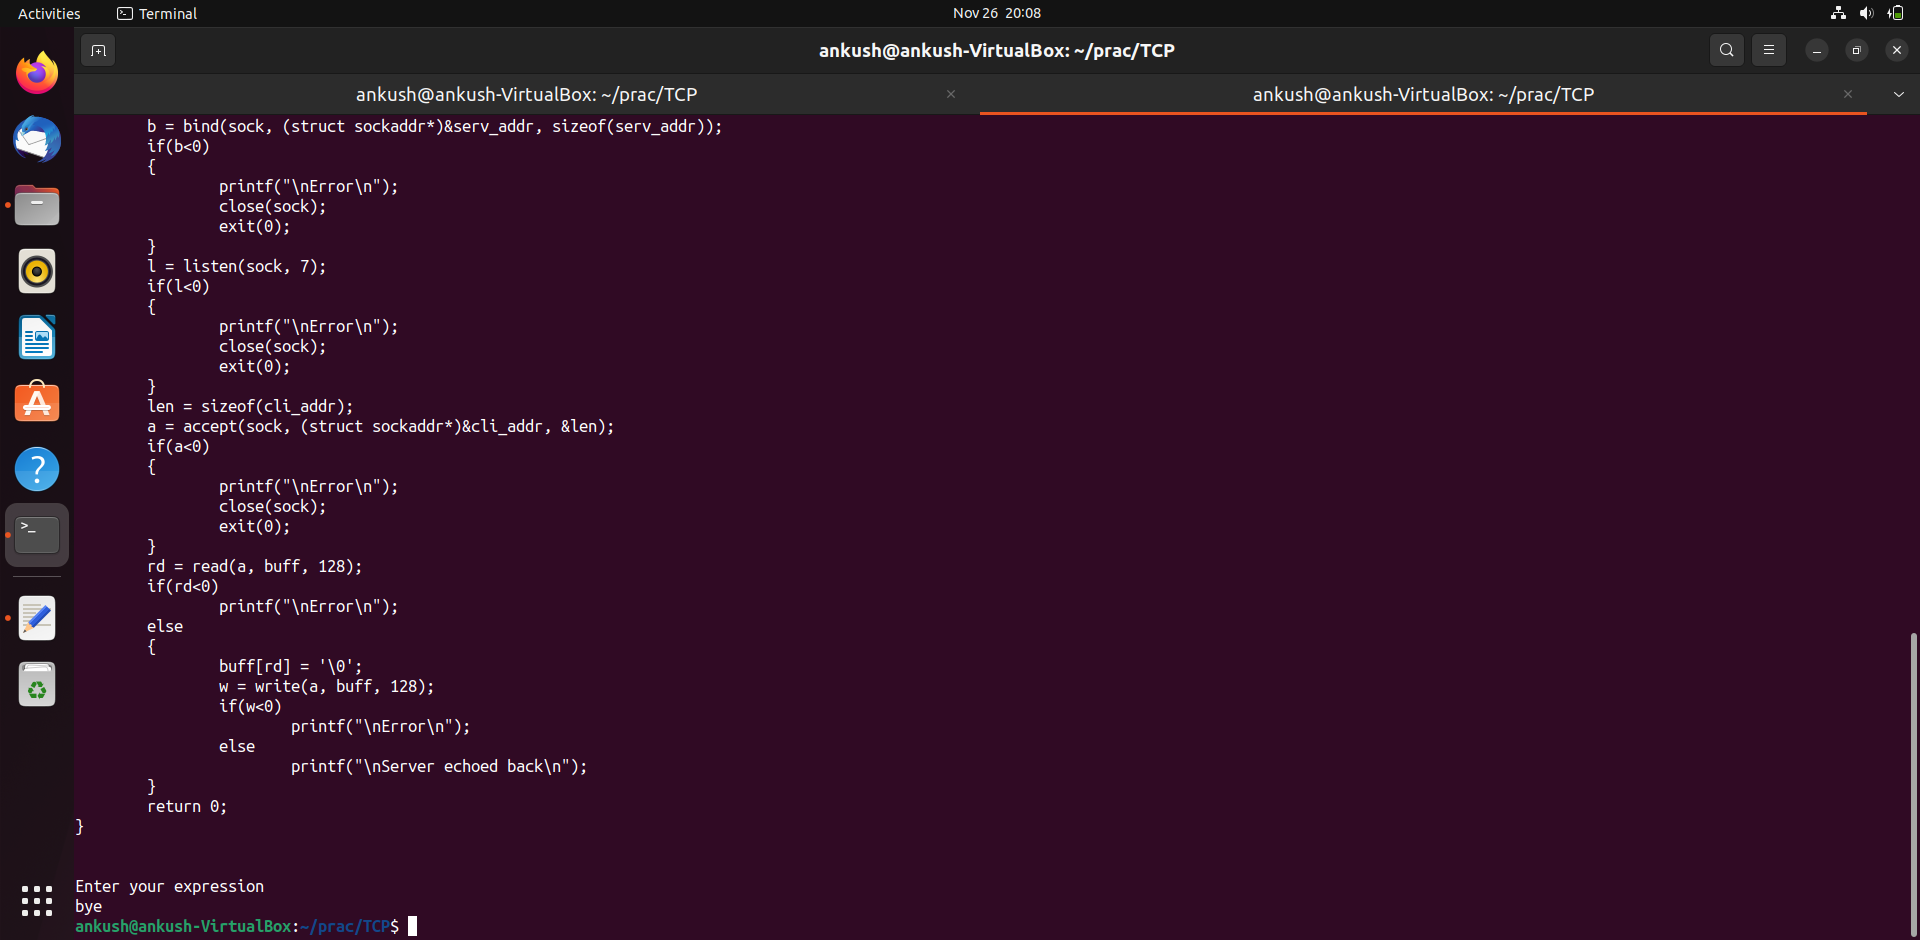 Activities
Terminal
Nov 26 20:08
ankush@ankush-VirtualBox: ~/prac/TCP
ankush@ankush-VirtualBox: ~/prac/TCP
ankush@ankush-VirtualBox: ~/prac/TCP
b = bind(sock, (struct sockaddr*)&serv_addr, sizeof(serv_addr));
if(b<0)
{
printf("\nError\n");
close(sock);
exit(0);
}
l = listen(sock, 7);
if(l<0)
{
printf("\nError\n");
close(sock);
exit(0);
}
len = sizeof(cli_addr);
a = accept(sock, (struct sockaddr*)&cli_addr, &len);
if(a<0)
{
printf("\nError\n");
close(sock);
exit(0);
}
rd = read(a, buff, 128);
if(rd<0)
printf("\nError\n");
else
{
buff[rd] = '\0';
w = write(a, buff, 128);
if(w<0)
printf("\nError\n");
else
printf("\nServer echoed back\n");
}
return 0;
}
Enter your expression
bye
ankush@ankush-VirtualBox:~/prac/TCP$